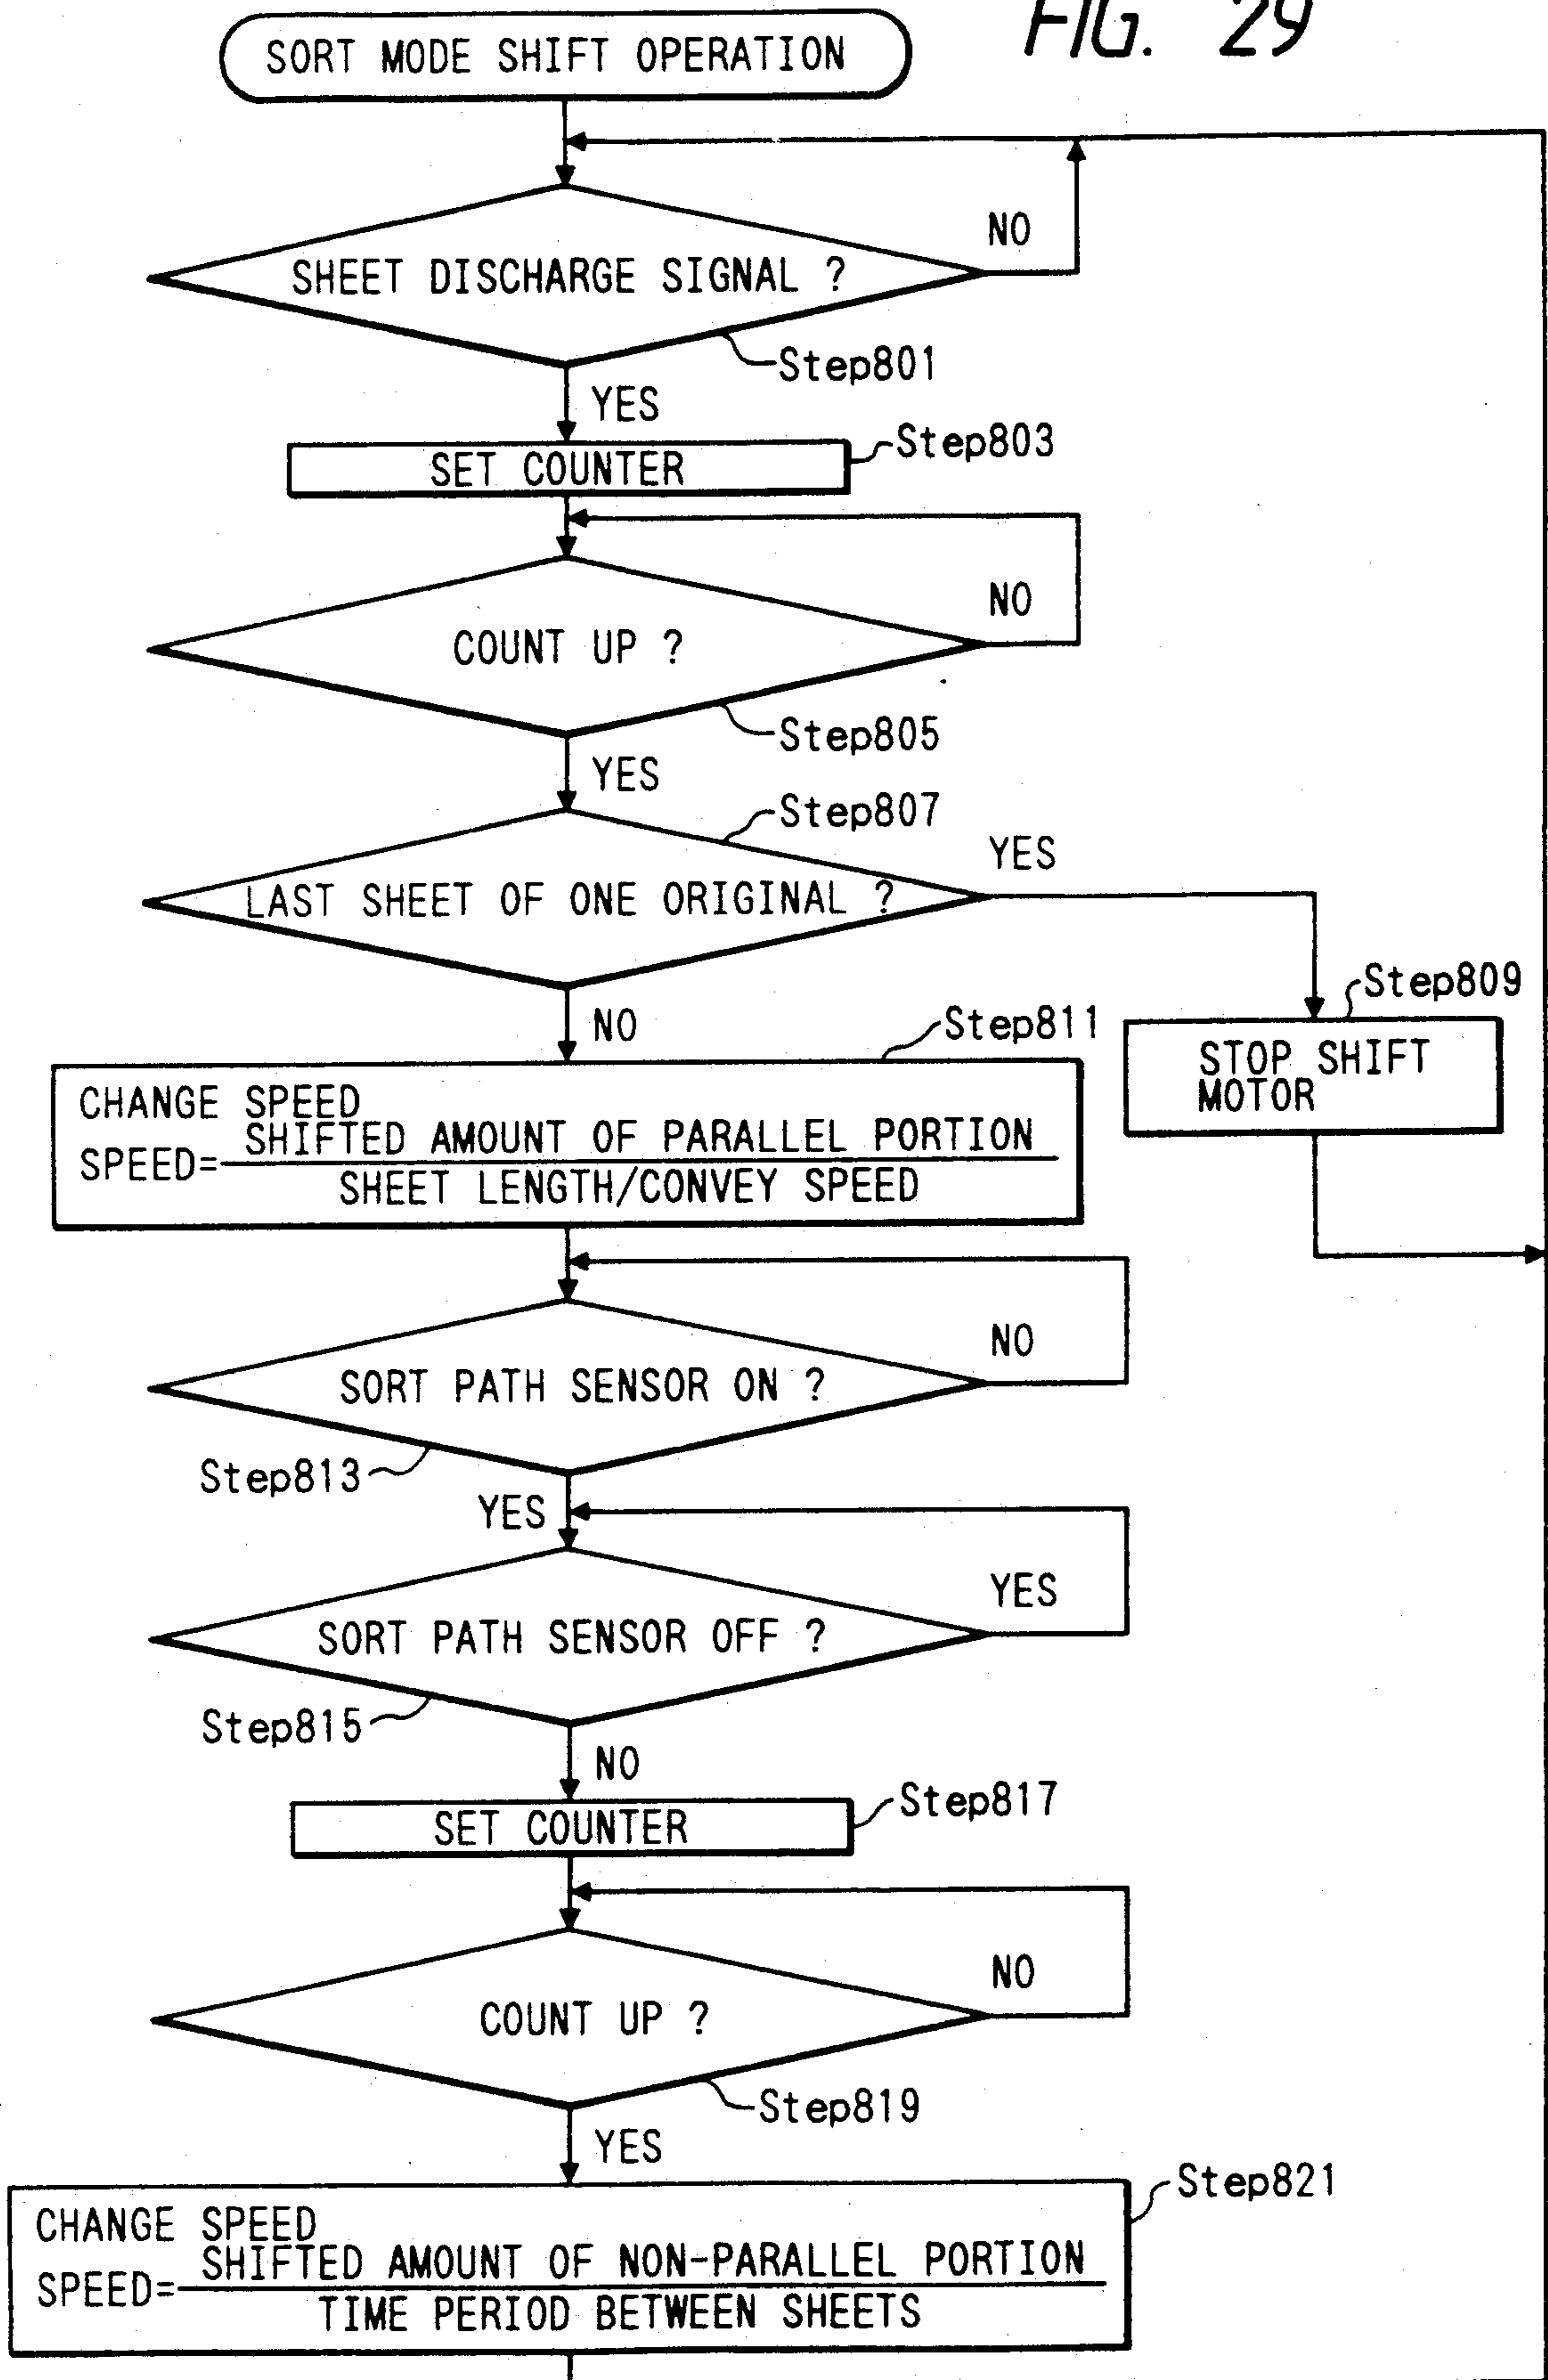 FIG. 29
SORT MODE SHIFT OPERATION
NO
SHEET DISCHARGE SIGNAL ?
Step801
YES
Step803
SET COUNTER
NO
COUNT UP ?
Step805
YES
Step807
YES
LAST SHEET OF ONE ORIGINAL ?
Step809
NO
Step811
STOP SHIFT
MOTOR
CHANGE SPEED
SHIFTED AMOUNT OF PARALLEL PORTION
SPEED=
SHEET LENGTH/CONVEY SPEED
NO
SORT PATH SENSOR ON ?
Step813
YES
YES
SORT PATH SENSOR OFF ?
Step815
NO
Step817
SET COUNTER
NO
COUNT UP ?
Step819
YES
Step821
CHANGE SPEED
SHIFTED AMOUNT OF NON-PARALLEL PORTION
SPEED=
TIME PERIOD BETWEEN SHEETS